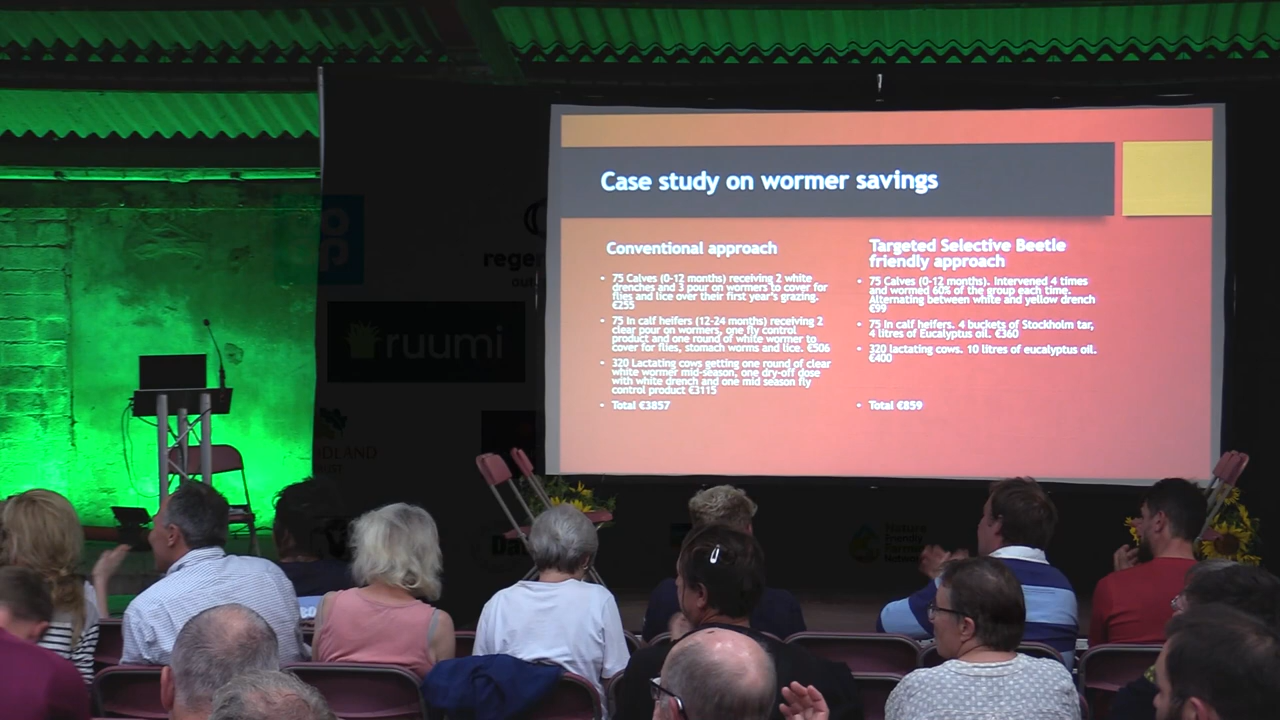 Case study on wormer savings
Conventional approach
• 75 Calves (0-12 months) receiving 2 white
drenches and 3 pour on wormers to cover for
flies and lice over their first year's grazing.
€255
• 75 In calf heifers (12-24 months) receiving 2
clear pour on wormers, one fly control
product and one round of white wormer to
cover for flies, stomach worms and lice. €506
• 320 Lactating cows getting one round of clear
white wormer mid-season, one dry-off dose
with white drench and one mid season fly
control product €3115
• Total €3857
Targeted Selective Beetle
friendly approach
• 75 Calves (0-12 months). Intervened 4 times
and wormed 60% of the group each time.
Alternating between white and yellow drench
€99
• 75 In calf heifers. 4 buckets of Stockholm tar,
4 litres of Eucalyptus oil. €360
• 320 lactating cows. 10 litres of eucalyptus oil.
€400
• Total €859
ruumi